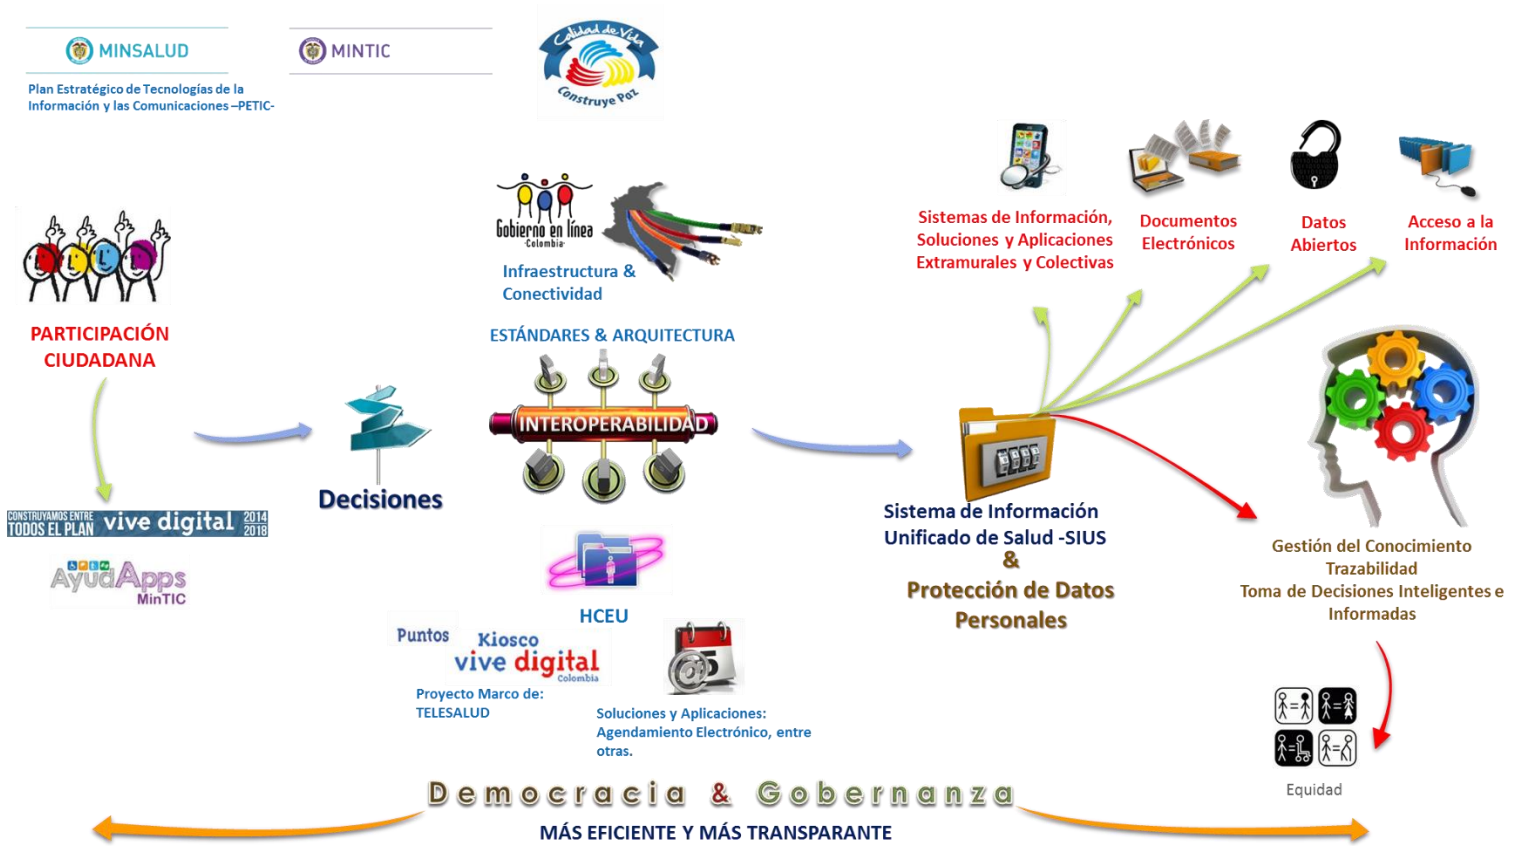 MINSALUD
MINTIC
Plan Estratégico de Tecnologías de la
Información y las Comunicaciones –PETIC-
Calidad de Vida
Construye Paz
Gobierno en línea
·Colombia·
Infraestructura &
Conectividad
Sistemas de Información,
Soluciones y Aplicaciones
Extramurales y Colectivas
Documentos
Electrónicos
Datos
Abiertos
Acceso a la
Información
PARTICIPACIÓN
CIUDADANA
ESTÁNDARES & ARQUITECTURA
INTEROPERABILIDAD
Decisiones
CONSTRUYAMOS ENTRE
TODOS EL PLAN
vive digital
2014
2018
AyudApps
MinTIC
Sistema de Información
Unificado de Salud -SIUS
&
Protección de Datos
Personales
Gestión del Conocimiento
Trazabilidad
Toma de Decisiones Inteligentes e
Informadas
HCEU
Puntos
Kiosco
vive digital
Colombia
Proyecto Marco de:
TELESALUD
5
@
Soluciones y Aplicaciones:
Agendamiento Electrónico, entre
otras.
Equidad
Democracia & Gobernanza
MÁS EFICIENTE Y MÁS TRANSPARANTE